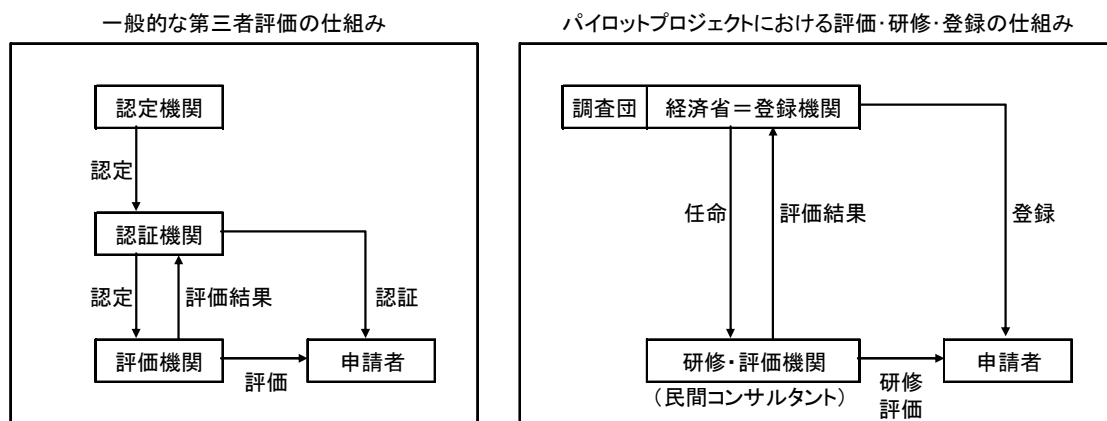 一般的な第三者評価の仕組み
認定機関
認定
認証機関
認定
評価結果
認証
評価機関
評価
申請者
パイロットプロジェクトにおける評価・研修・登録の仕組み
調査団
経済省＝登録機関
任命
評価結果
登録
研修・評価機関
（民間コンサルタント）
研修
評価
申請者